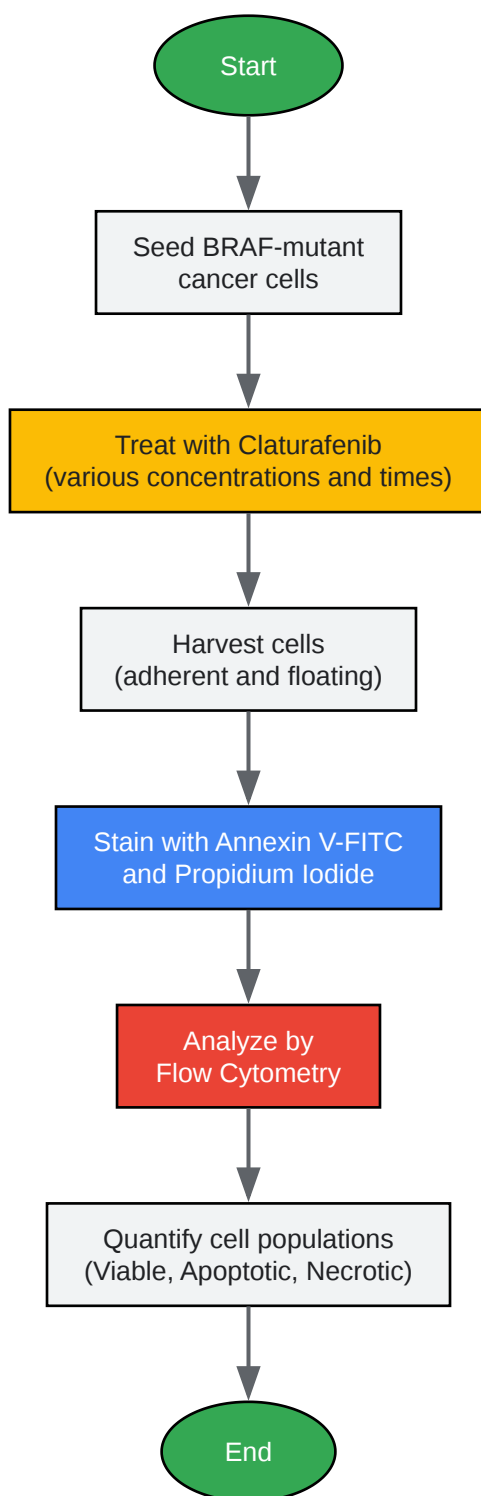 Start
Seed BRAF-mutant
cancer cells
Treat with Claturafenib
(various concentrations and times)
Harvest cells
(adherent and floating)
Stain with Annexin V-FITC
and Propidium Iodide
Analyze by
Flow Cytometry
Quantify cell populations
(Viable, Apoptotic, Necrotic)
End